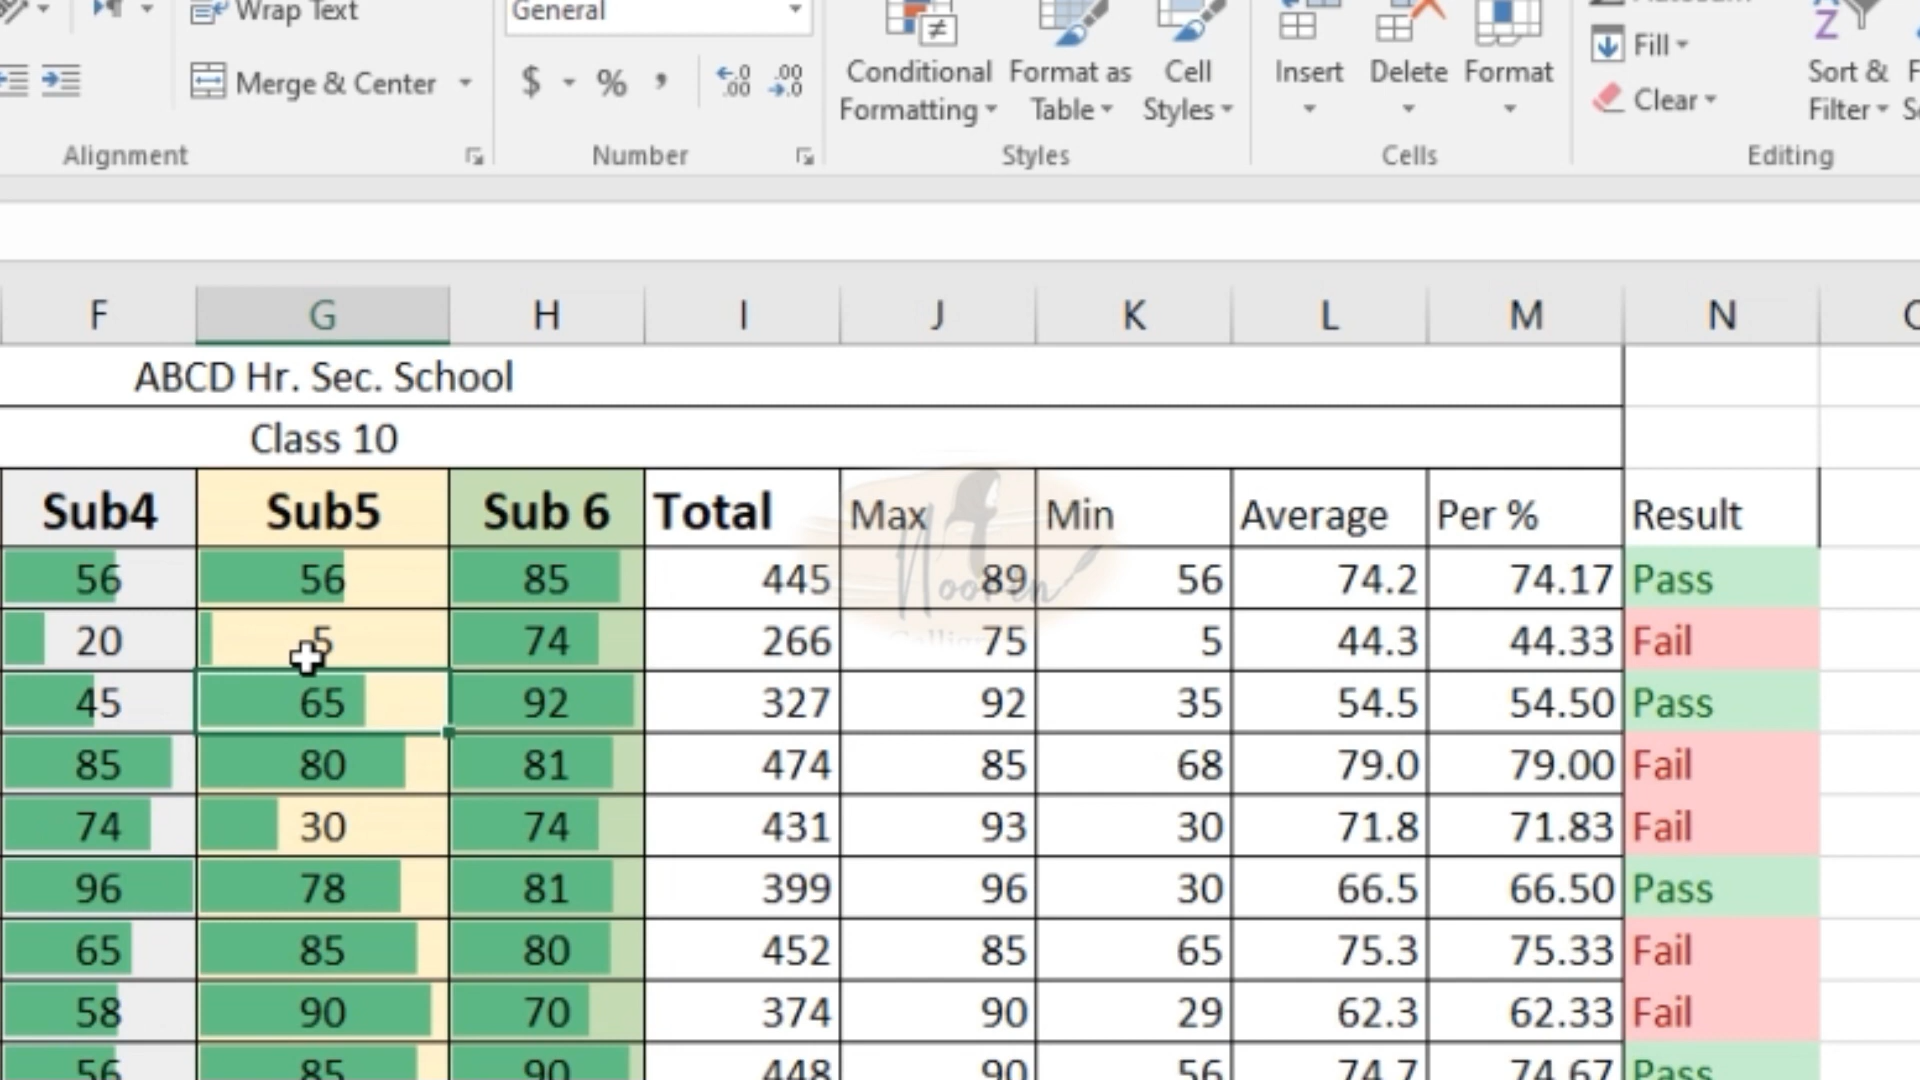 Wrap Text
General
Merge & Center
$ % ,
Conditional Formatting
Format as Table
Cell Styles
Insert
Delete
Format
Fill
Clear
Sort &
Filter
Alignment
Number
Styles
Cells
Editing
F G H I J K L M N
ABCD Hr. Sec. School
Class 10
Sub4 Sub5 Sub 6 Total Max Min Average Per % Result
56 56 85 445 89 56 74.2 74.17 Pass
20 5 74 266 75 5 44.3 44.33 Fail
45 65 92 327 92 35 54.5 54.50 Pass
85 80 81 474 85 68 79.0 79.00 Fail
74 30 74 431 93 30 71.8 71.83 Fail
96 78 81 399 96 30 66.5 66.50 Pass
65 85 80 452 85 65 75.3 75.33 Fail
58 90 70 374 90 29 62.3 62.33 Fail
56 85 90 448 90 56 74.7 74.67 Pass